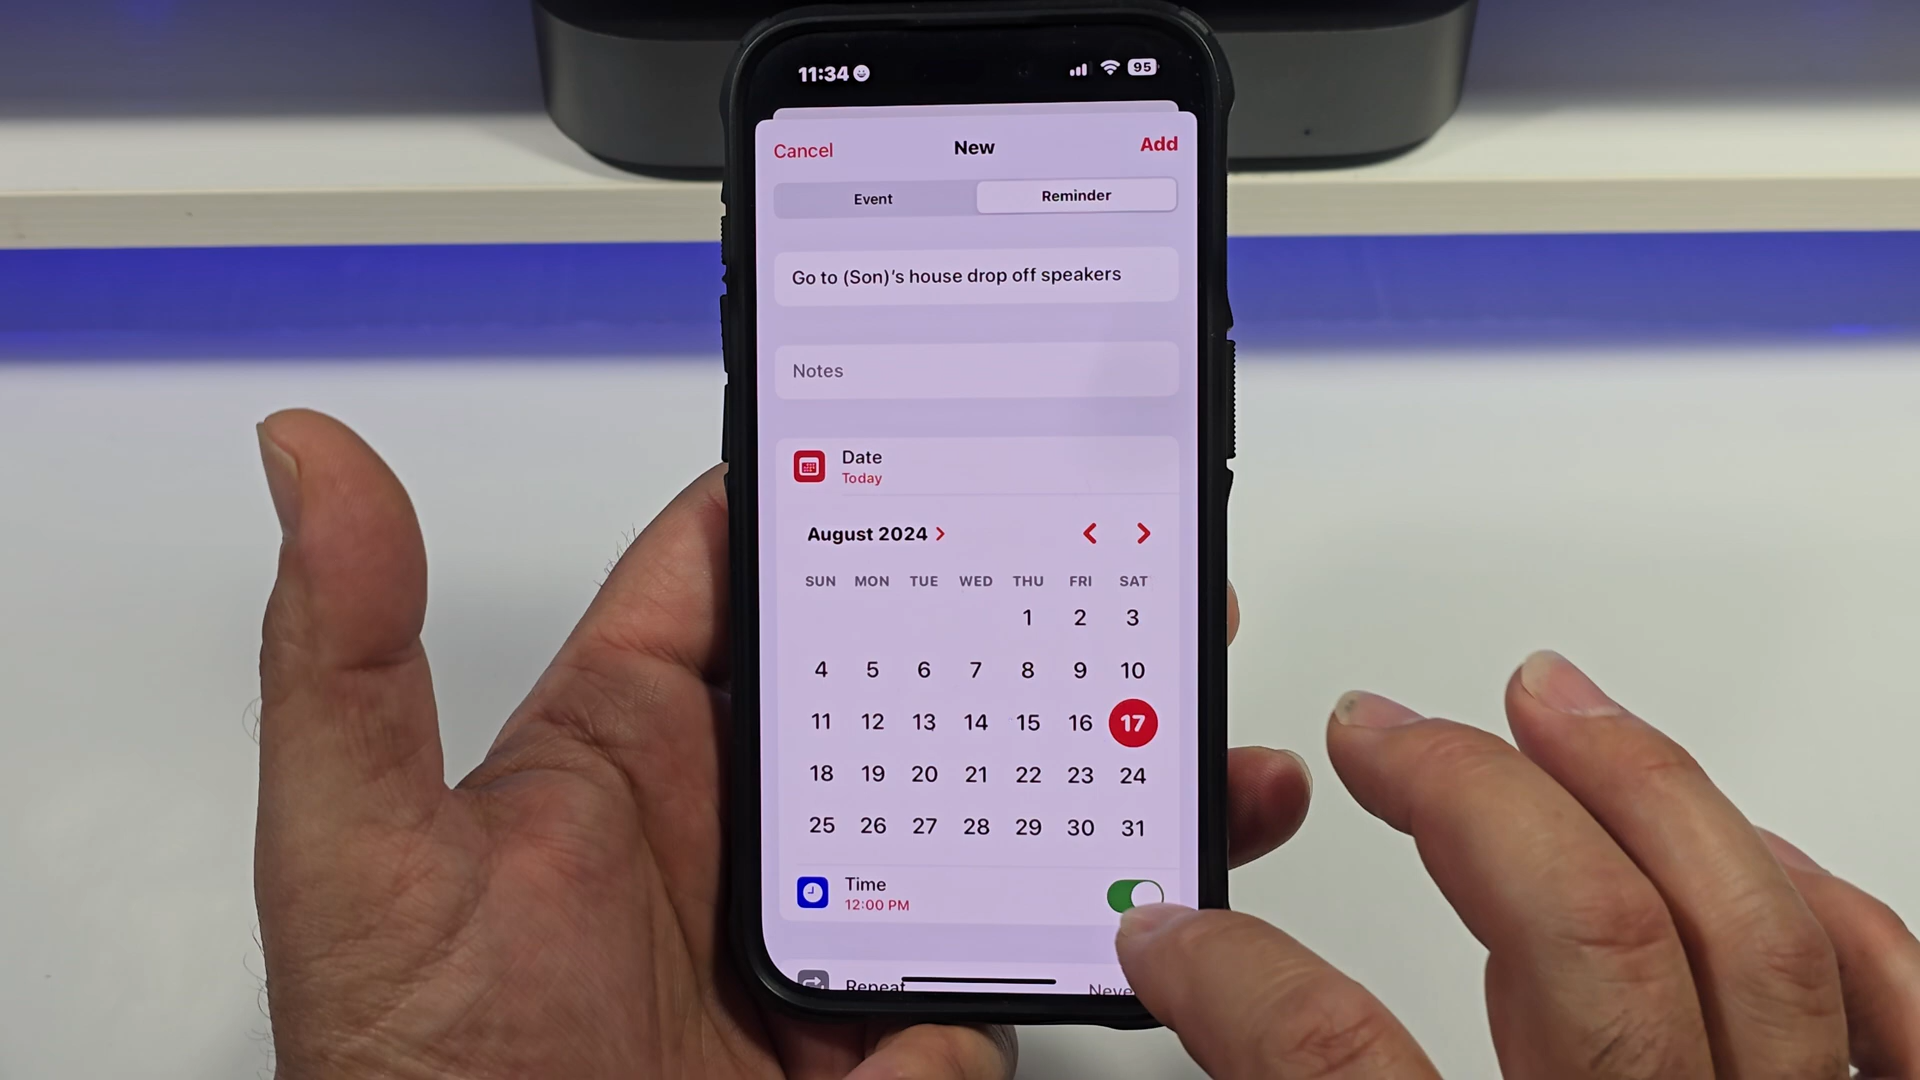 11:34 95
Cancel New Add
Event Reminder
Go to (Son)'s house drop off speakers
Notes
Date
Today
August 2024
SUN MON TUE WED THU FRI SAT
1 2 3
4 5 6 7 8 9 10
11 12 13 14 15 16 17
18 19 20 21 22 23 24
25 26 27 28 29 30 31
Time
12:00 PM
Repeat Neve